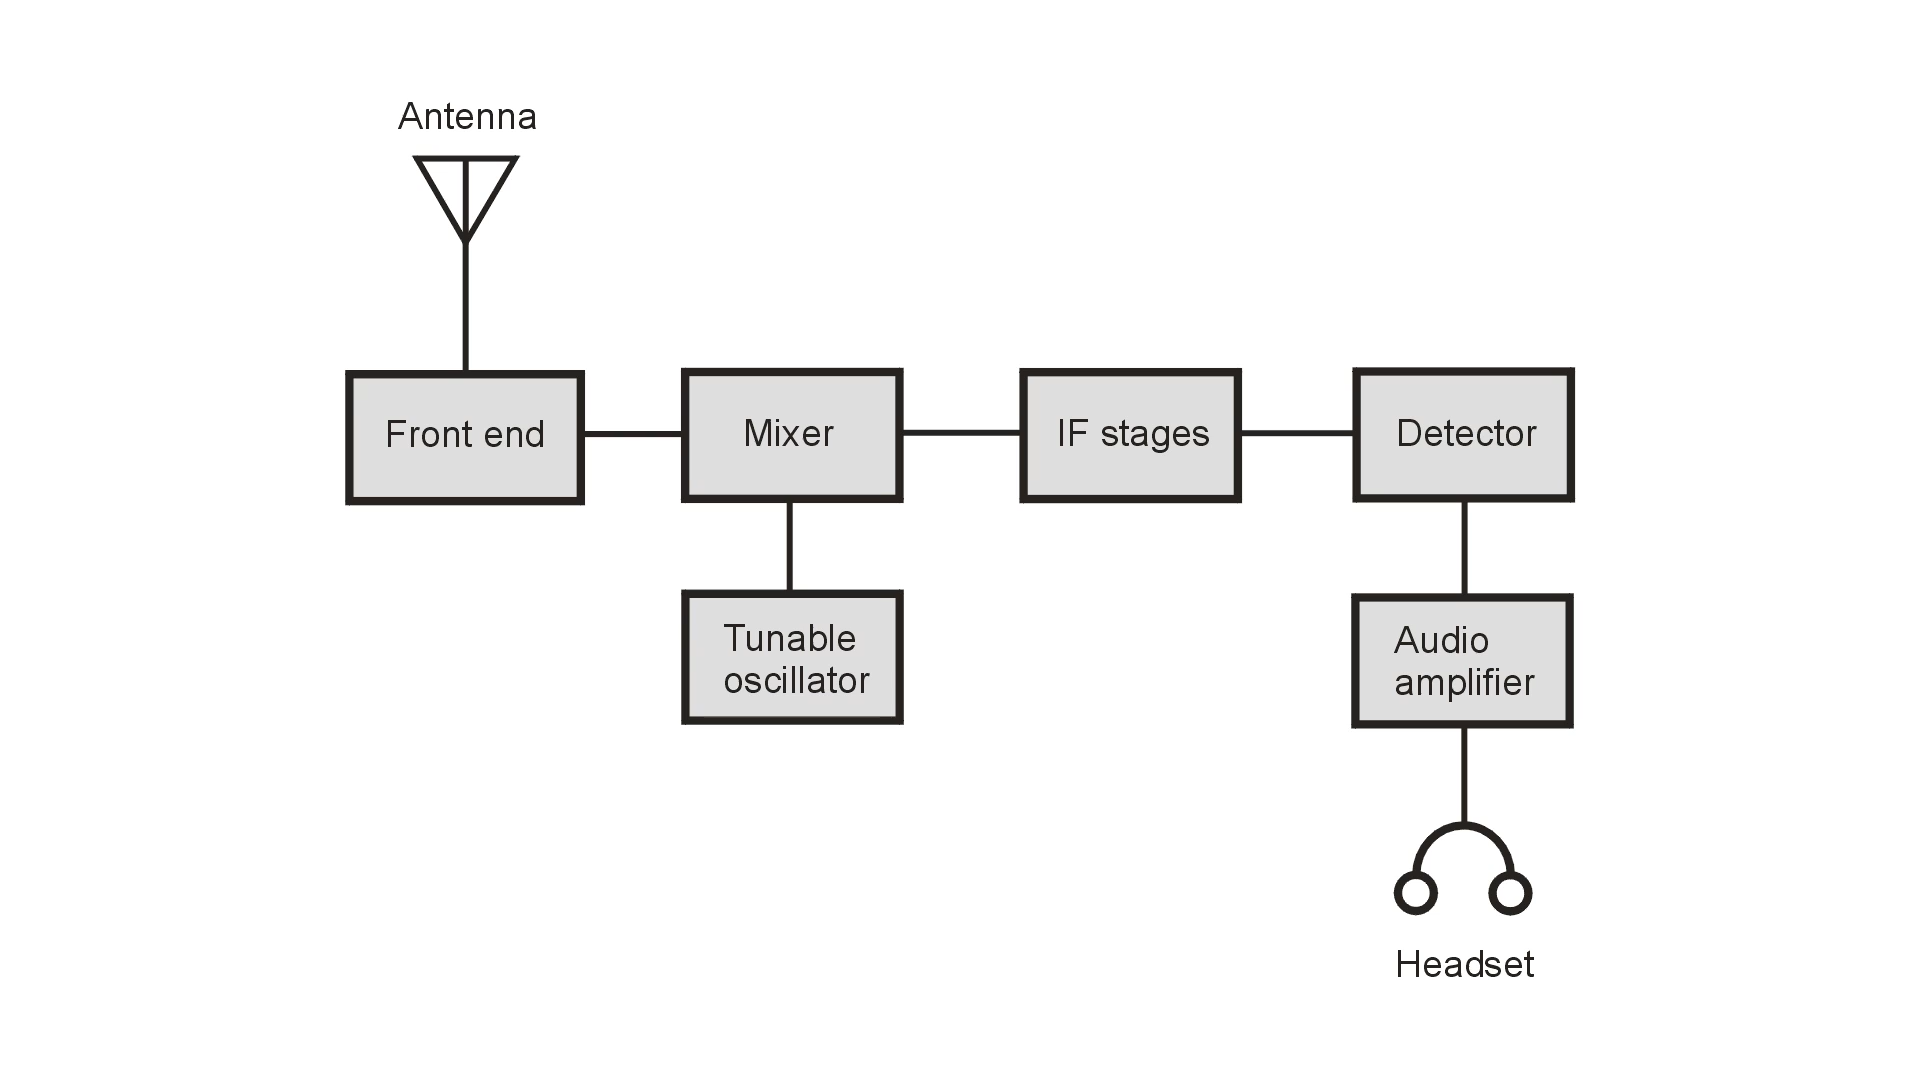 Antenna
Front end
Mixer
IF stages
Detector
Tunable
oscillator
Audio
amplifier
Headset